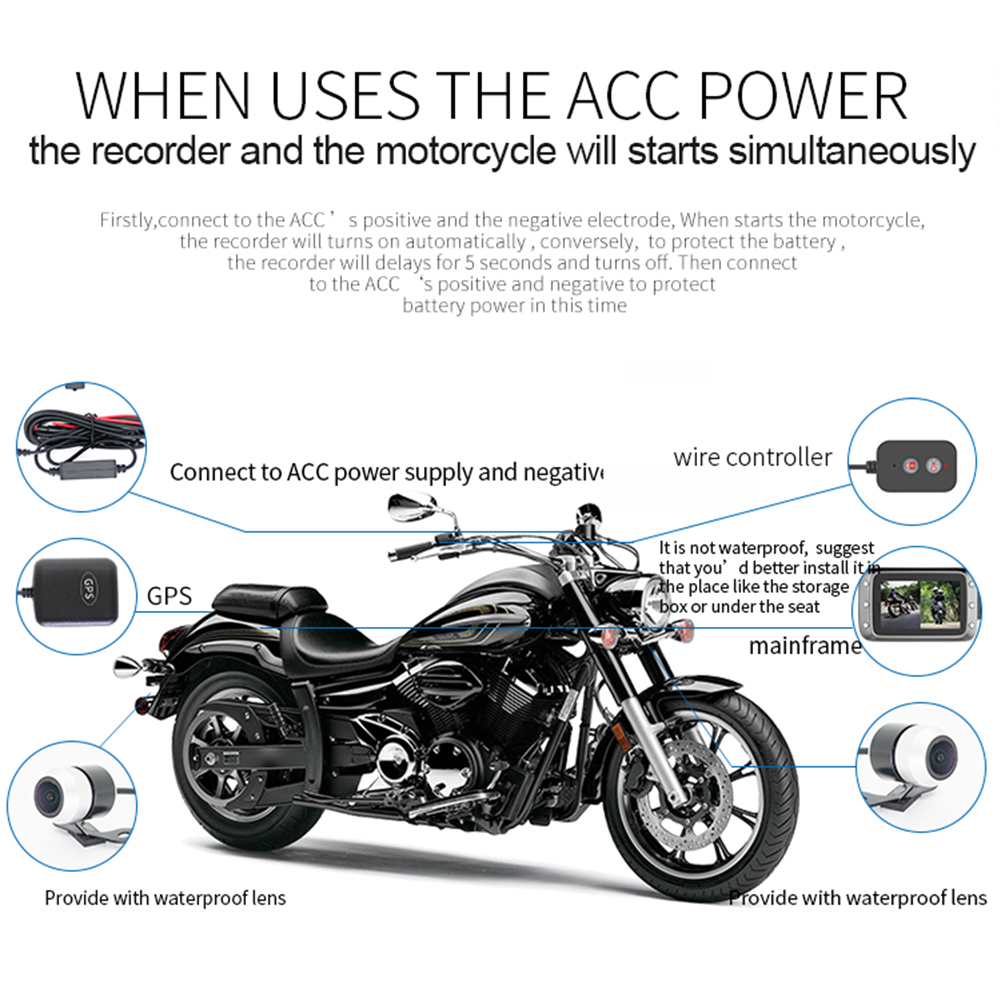 WHEN USES THE ACC POWER
the recorder and the motorcycle will starts simultaneously
Firstly,connect to the ACC’s positive and the negative electrode, When starts the motorcycle,
the recorder will turns on automatically , conversely, to protect the battery ,
the recorder will delays for 5 seconds and turns off. Then connect
to the ACC ‘s positive and negative to protect
battery power in this time
Connect to ACC power supply and negative
wire controller
GPS
GPS
It is not waterproof, suggest
that you’d better install it in
the place like the storage
box or under the seat
mainframe
Provide with waterproof lens
Provide with waterproof lens